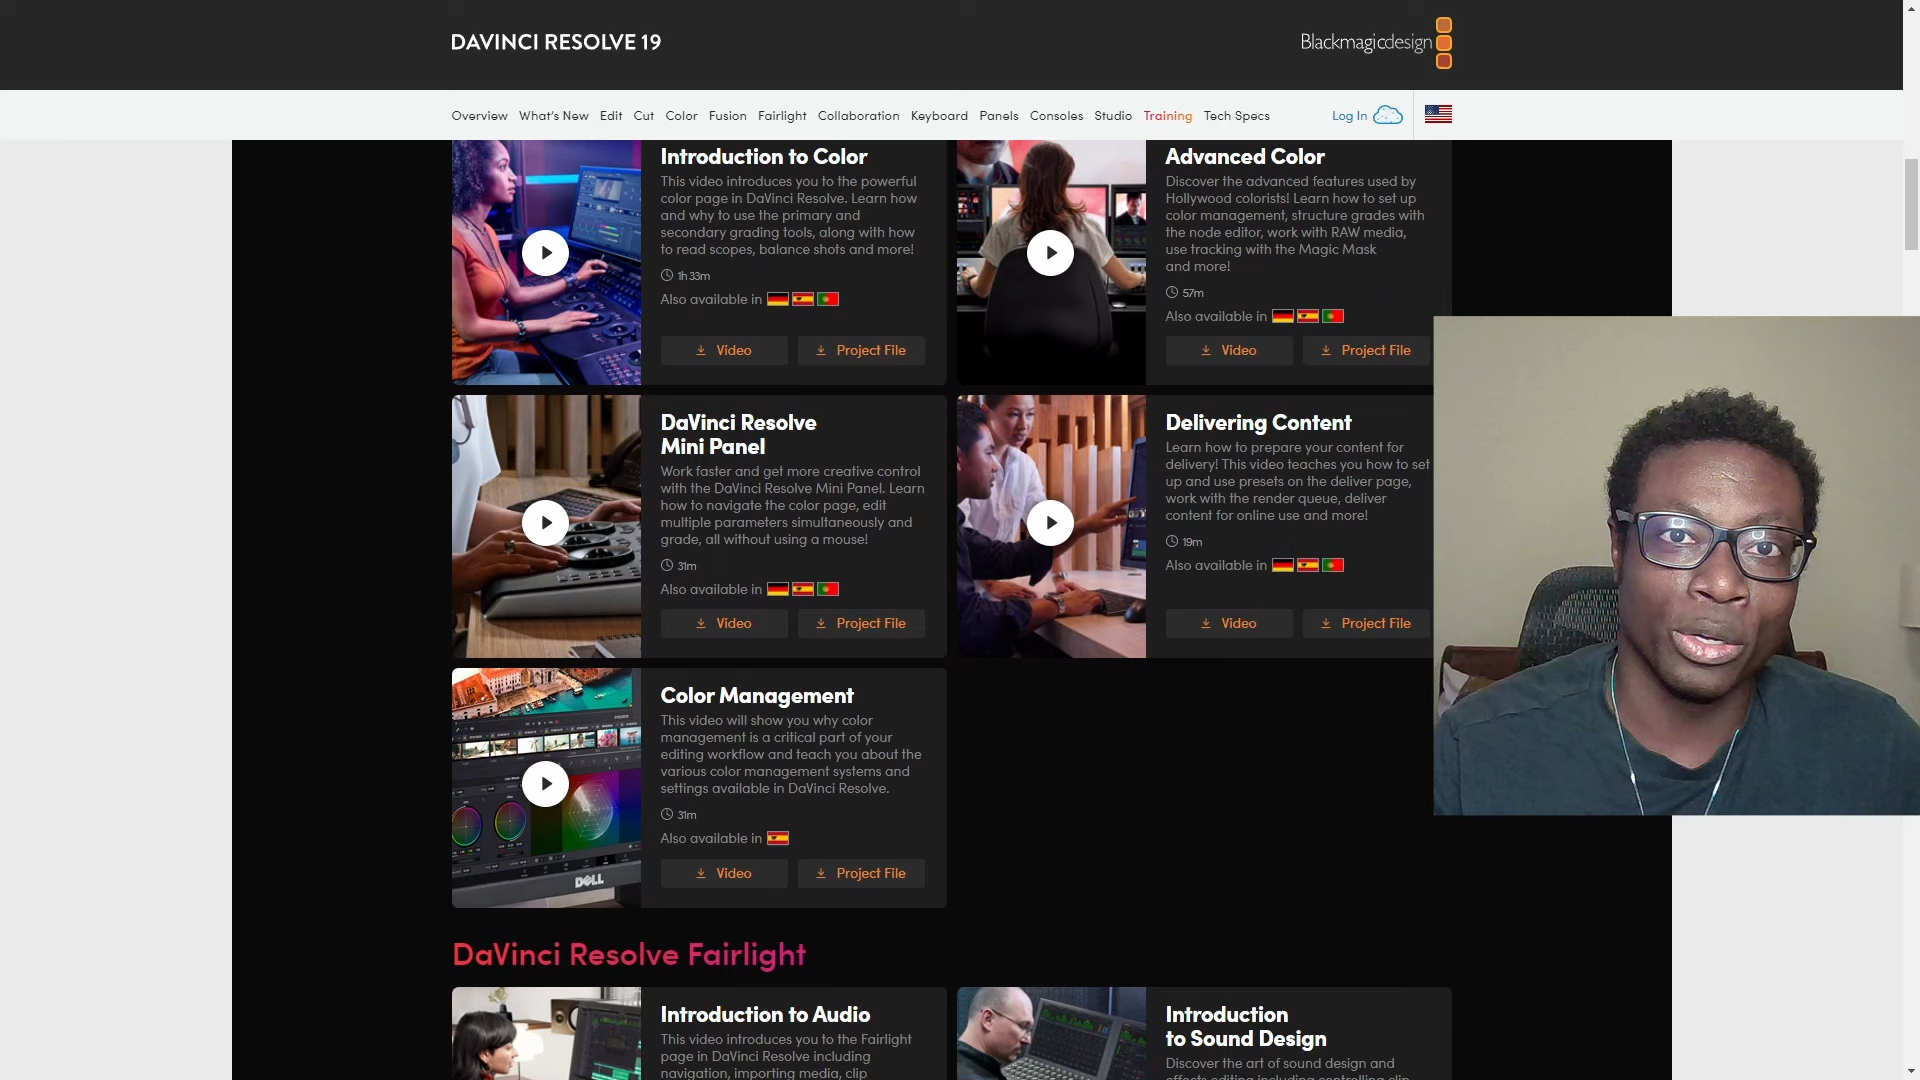 DAVINCI RESOLVE 19
Blackmagicdesign
Overview What's New Edit Cut Color Fusion Fairlight Collaboration Keyboard Panels Consoles Studio Training Tech Specs Log In
Introduction to Color
This video introduces you to the powerful
color page in DaVinci Resolve. Learn how
and why to use the primary and
secondary grading tools, along with how
to read scopes, balance shots and more!
1h 33m
Also available in
Video Project File
Advanced Color
Discover the advanced features used by
Hollywood colorists! Learn how to set up
color management, structure grades with
the node editor, work with RAW media,
use tracking with the Magic Mask
and more!
57m
Also available in
Video Project File
DaVinci Resolve
Mini Panel
Work faster and get more creative control
with the DaVinci Resolve Mini Panel. Learn
how to navigate the color page, edit
multiple parameters simultaneously and
grade, all without using a mouse!
31m
Also available in
Video Project File
Delivering Content
Learn how to prepare your content for
delivery! This video teaches you how to set
up and use presets on the deliver page,
work with the render queue, deliver
content for online use and more!
19m
Also available in
Video Project File
Color Management
This video will show you why color
management is a critical part of your
editing workflow and teach you about the
various color management systems and
settings available in DaVinci Resolve.
31m
Also available in
Video Project File
DELL
DaVinci Resolve Fairlight
Introduction to Audio
This video introduces you to the Fairlight
page in DaVinci Resolve including
navigation, importing media, clip
Introduction
to Sound Design
Discover the art of sound design and
effects editing including controlling clip